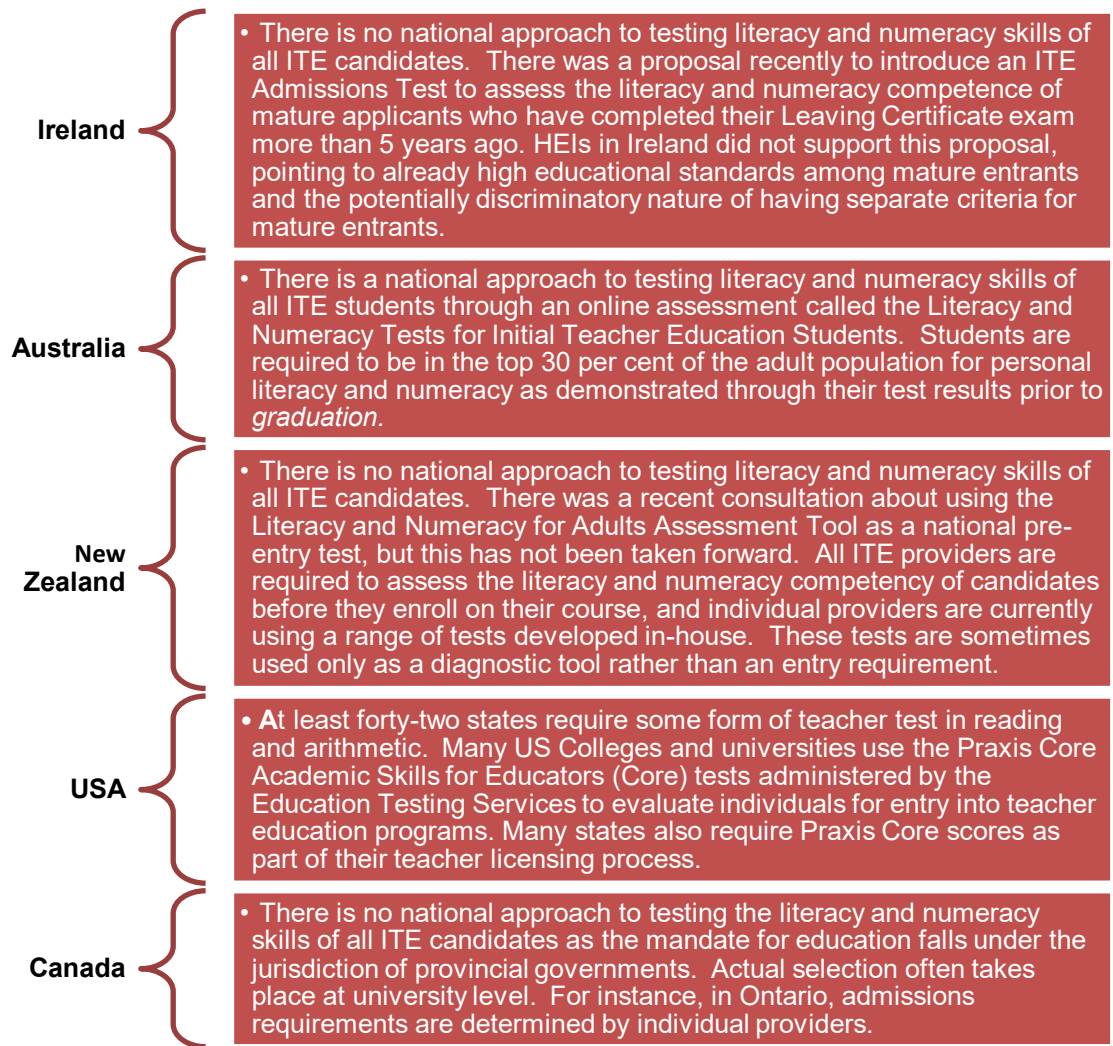 Ireland
• There is no national approach to testing literacy and numeracy skills of
all ITE candidates.  There was a proposal recently to introduce an ITE
Admissions Test to assess the literacy and numeracy competence of
mature applicants who have completed their Leaving Certificate exam
more than 5 years ago. HEIs in Ireland did not support this proposal,
pointing to already high educational standards among mature entrants
and the potentially discriminatory nature of having separate criteria for
mature entrants.
Australia
• There is a national approach to testing literacy and numeracy skills of
all ITE students through an online assessment called the Literacy and
Numeracy Tests for Initial Teacher Education Students.  Students are
required to be in the top 30 per cent of the adult population for personal
literacy and numeracy as demonstrated through their test results prior to
graduation.
New
Zealand
• There is no national approach to testing literacy and numeracy skills of
all ITE candidates.  There was a recent consultation about using the
Literacy and Numeracy for Adults Assessment Tool as a national pre-
entry test, but this has not been taken forward.  All ITE providers are
required to assess the literacy and numeracy competency of candidates
before they enroll on their course, and individual providers are currently
using a range of tests developed in-house.  These tests are sometimes
used only as a diagnostic tool rather than an entry requirement.
USA
• At least forty-two states require some form of teacher test in reading
and arithmetic.  Many US Colleges and universities use the Praxis Core
Academic Skills for Educators (Core) tests administered by the
Education Testing Services to evaluate individuals for entry into teacher
education programs. Many states also require Praxis Core scores as
part of their teacher licensing process.
Canada
• There is no national approach to testing the literacy and numeracy
skills of all ITE candidates as the mandate for education falls under the
jurisdiction of provincial governments.  Actual selection often takes
place at university level.  For instance, in Ontario, admissions
requirements are determined by individual providers.